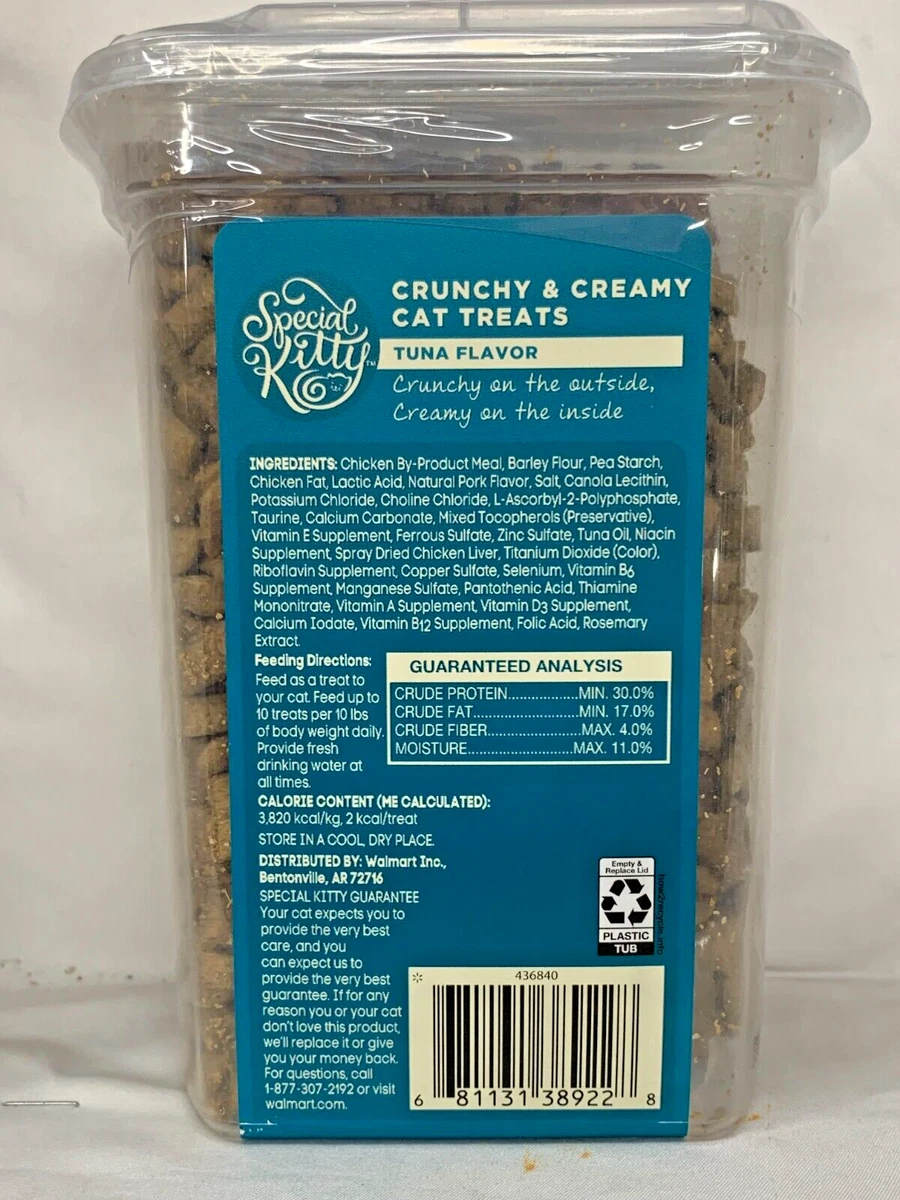 Special
Kitty™
CRUNCHY & CREAMY
CAT TREATS
TUNA FLAVOR
Crunchy on the outside,
Creamy on the inside
INGREDIENTS: Chicken By-Product Meal, Barley Flour, Pea Starch,
Chicken Fat, Lactic Acid, Natural Pork Flavor, Salt, Canola Lecithin,
Potassium Chloride, Choline Chloride, L-Ascorbyl-2-Polyphosphate,
Taurine, Calcium Carbonate, Mixed Tocopherols (Preservative),
Vitamin E Supplement, Ferrous Sulfate, Zinc Sulfate, Tuna Oil, Niacin
Supplement, Spray Dried Chicken Liver, Titanium Dioxide (Color),
Riboflavin Supplement, Copper Sulfate, Selenium, Vitamin B6
Supplement, Manganese Sulfate, Pantothenic Acid, Thiamine
Mononitrate, Vitamin A Supplement, Vitamin D3 Supplement,
Calcium Iodate, Vitamin B12 Supplement, Folic Acid, Rosemary
Extract.
Feeding Directions:
Feed as a treat to
your cat. Feed up to
10 treats per 10 lbs
of body weight daily.
Provide fresh
drinking water at
all times.
GUARANTEED ANALYSIS
CRUDE PROTEIN..................MIN. 30.0%
CRUDE FAT.........................MIN. 17.0%
CRUDE FIBER......................MAX. 4.0%
MOISTURE.........................MAX. 11.0%
CALORIE CONTENT (ME CALCULATED):
3,820 kcal/kg, 2 kcal/treat
STORE IN A COOL, DRY PLACE.
DISTRIBUTED BY: Walmart Inc.,
Bentonville, AR 72716
SPECIAL KITTY GUARANTEE
Your cat expects you to
provide the very best
care, and you
can expect us to
provide the very best
guarantee. If for any
reason you or your cat
don't love this product,
we'll replace it or give
you your money back.
For questions, call
1-877-307-2192 or visit
walmart.com.
Empty &
Replace Lid
PLASTIC
TUB
how2recycle.info
436840
6 81131 38922 8